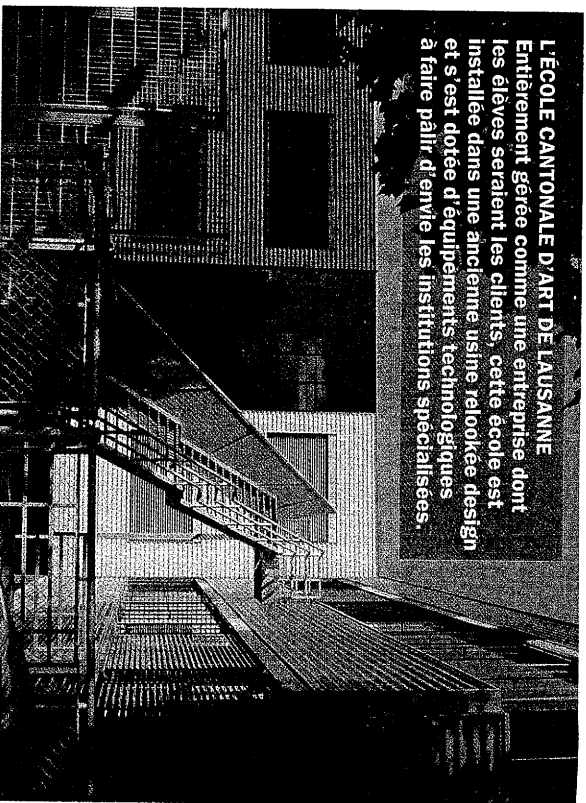 L'ÉCOLE CANTONALE D'ART DE LAUSANNE
Entièrement gérée comme une entreprise dont
les élèves seraient les clients, cette école est
installée dans une ancienne usine relookée design
et s'est dotée d'équipements technologiques
à faire pâlir d'envie les institutions spécialisées.